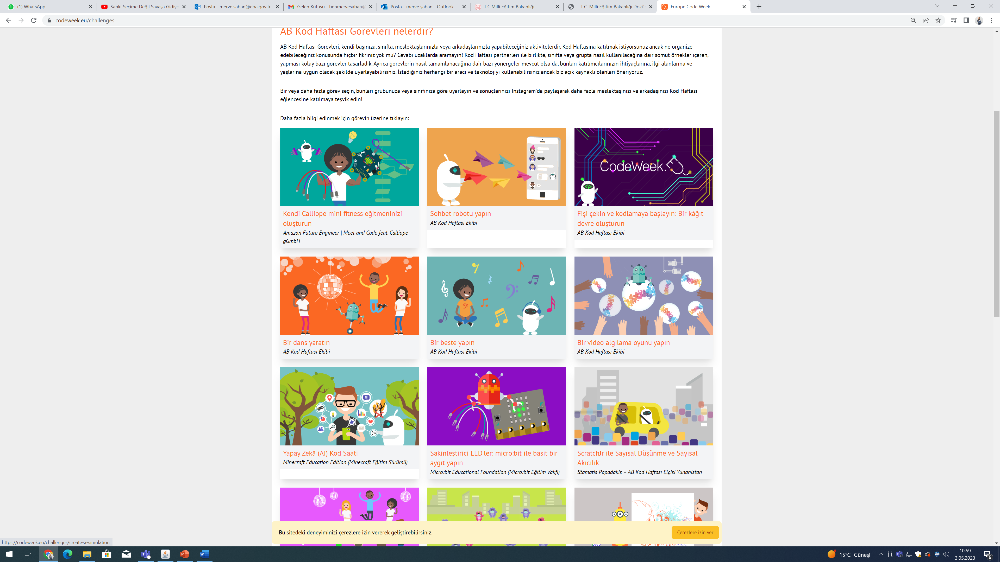 (1) WhatsApp
Sanki Seçime Değil Savaşa Gidiyo
Posta - merve.saban@eba.gov.tr
Gelen Kutusu - benmervesaban@
Posta - merve şaban - Outlook
T.C.Millî Eğitim Bakanlığı
_ T.C. Millî Eğitim Bakanlığı Dokü
Europe Code Week
codeweek.eu/challenges
AB Kod Haftası Görevleri nelerdir?
AB Kod Haftası Görevleri, kendi başınıza, sınıfta, meslektaşlarınızla veya arkadaşlarınızla yapabileceğiniz aktivitelerdir. Kod Haftasına katılmak istiyorsunuz ancak ne organize
edebileceğiniz konusunda hiçbir fikriniz yok mu? Cevabı uzaklarda aramayın! Kod Haftası partnerleri ile birlikte, sınıfta veya grupta nasıl kullanılacağına dair somut örnekler içeren,
yapması kolay bazı görevler tasarladık. Ayrıca görevlerin nasıl tamamlanacağına dair bazı yönergeler mevcut olsa da, bunları katılımcılarınızın ihtiyaçlarına, ilgi alanlarına ve
yaşlarına uygun olacak şekilde uyarlayabilirsiniz. İstediğiniz herhangi bir aracı ve teknolojiyi kullanabilirsiniz ancak biz açık kaynaklı olanları öneriyoruz.
Bir veya daha fazla görev seçin, bunları grubunuza veya sınıfınıza göre uyarlayın ve sonuçlarınızı Instagram'da paylaşarak daha fazla meslektaşınızı ve arkadaşınızı Kod Haftası
eğlencesine katılmaya teşvik edin!
Daha fazla bilgi edinmek için görevin üzerine tıklayın:
CodeWeek.EU
Kendi Calliope mini fitness eğitmeninizi
oluşturun
Amazon Future Engineer | Meet and Code feat. Calliope
gGmbH
Sohbet robotu yapın
AB Kod Haftası Ekibi
Fişi çekin ve kodlamaya başlayın: Bir kâğıt
devre oluşturun
AB Kod Haftası Ekibi
Bir dans yaratın
AB Kod Haftası Ekibi
Bir beste yapın
AB Kod Haftası Ekibi
Bir video algılama oyunu yapın
AB Kod Haftası Ekibi
Yapay Zekâ (AI) Kod Saati
Minecraft Education Edition (Minecraft Eğitim Sürümü)
Sakinleştirici LED'ler: micro:bit ile basit bir
aygıt yapın
Micro:bit Educational Foundation (Micro:bit Eğitim Vakfı)
ScratchJr ile Sayısal Düşünme ve Sayısal
Akıcılık
Stamatis Papadakis – AB Kod Haftası Elçisi Yunanistan
Bu sitedeki deneyiminizi çerezlere izin vererek geliştirebilirsiniz.
Çerezlere izin ver
https://codeweek.eu/challenges/create-a-simulation
15°C Güneşli
10:59
3.05.2023
6